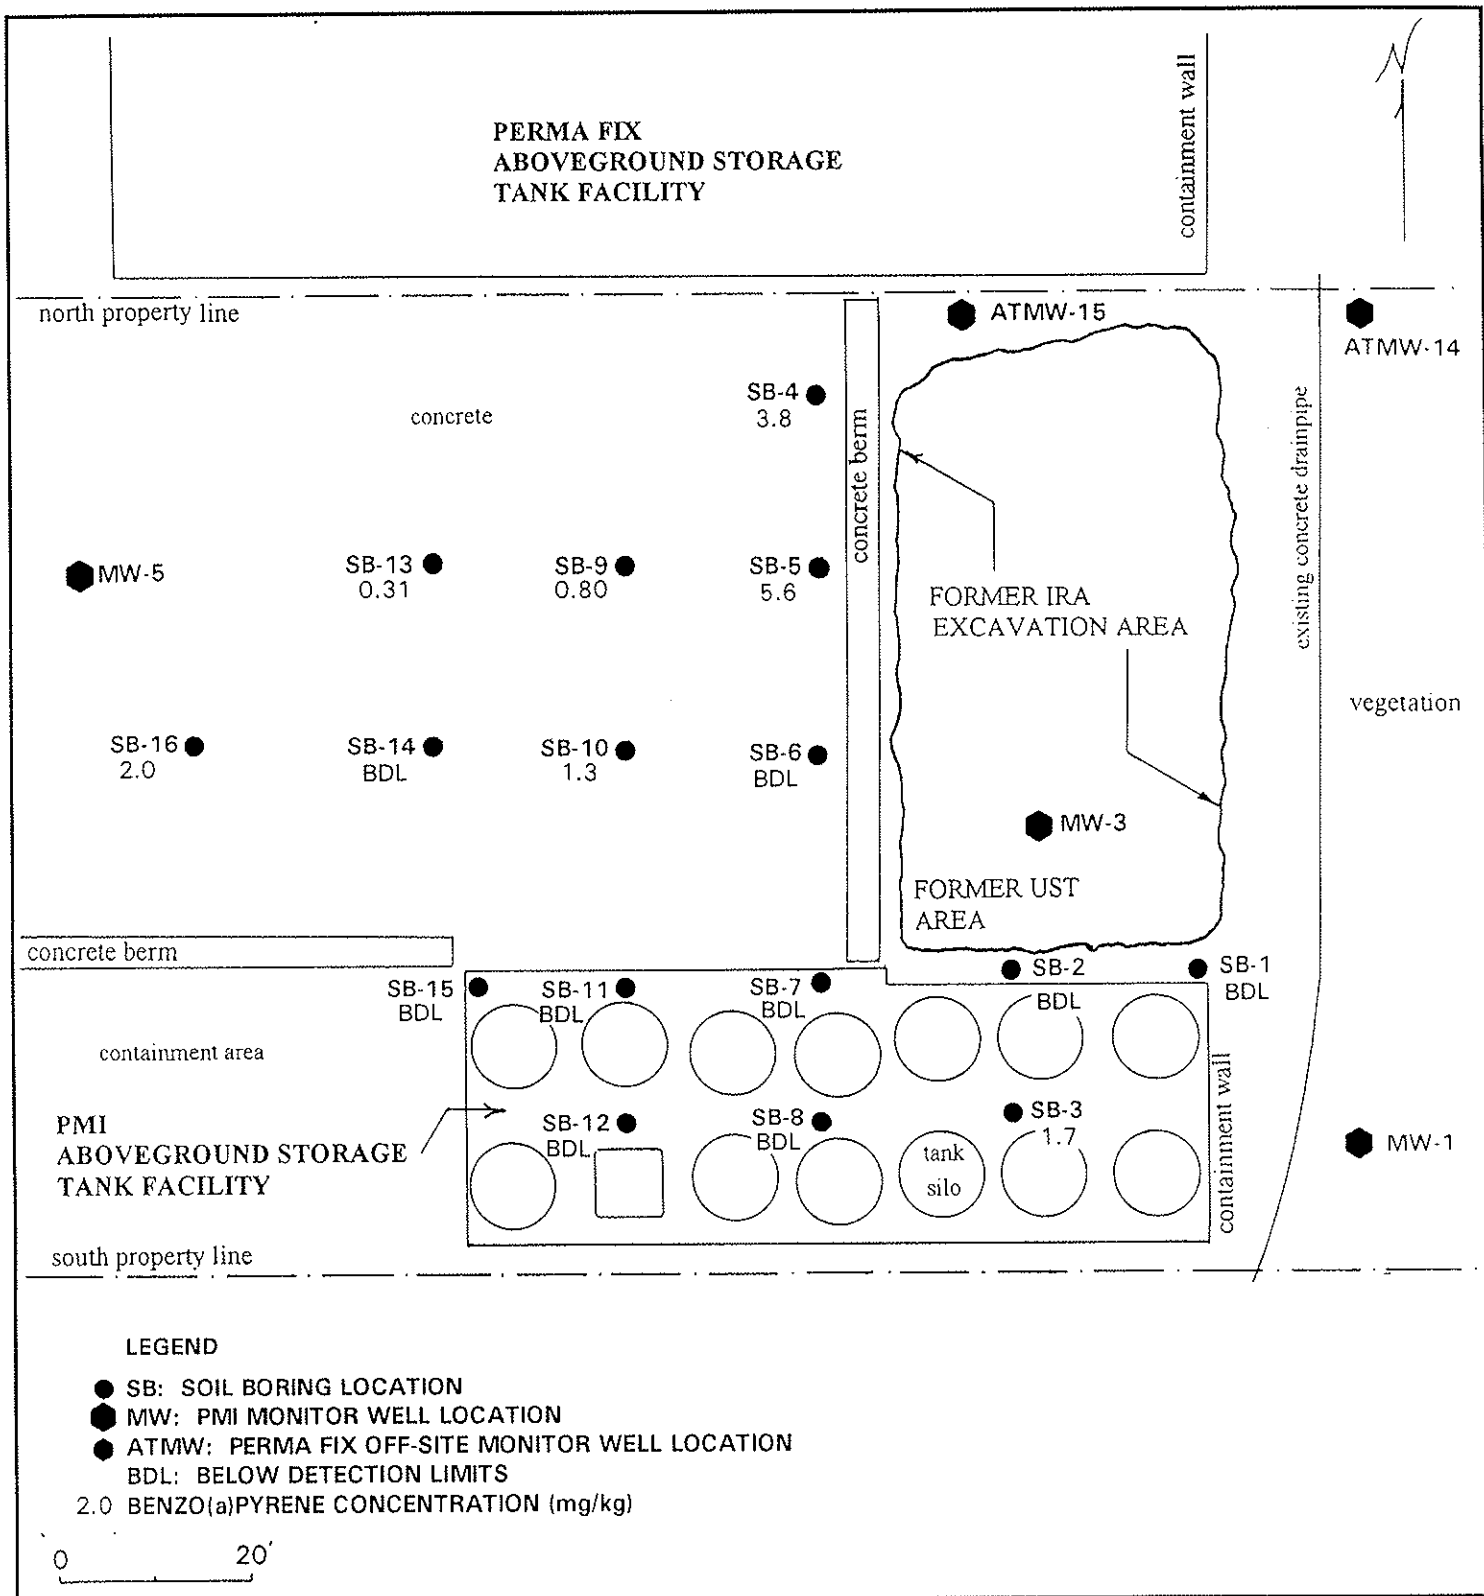 containment wall
N
PERMA FIX
ABOVEGROUND STORAGE
TANK FACILITY
north property line
ATMW-15
ATMW-14
SB-4
3.8
concrete
concrete berm
existing concrete drainpipe
MW-5
SB-13
0.31
SB-9
0.80
SB-5
5.6
FORMER IRA
EXCAVATION AREA
vegetation
SB-16
2.0
SB-14
BDL
SB-10
1.3
SB-6
BDL
MW-3
FORMER UST
AREA
concrete berm
SB-15
BDL
SB-11
BDL
SB-7
BDL
SB-2
BDL
SB-1
BDL
containment area
containment wall
PMI
ABOVEGROUND STORAGE
TANK FACILITY
SB-12
BDL
SB-8
BDL
SB-3
1.7
tank
silo
MW-1
south property line
LEGEND
SB: SOIL BORING LOCATION
MW: PMI MONITOR WELL LOCATION
ATMW: PERMA FIX OFF-SITE MONITOR WELL LOCATION
BDL: BELOW DETECTION LIMITS
2.0 BENZO(a)PYRENE CONCENTRATION (mg/kg)
0 20'